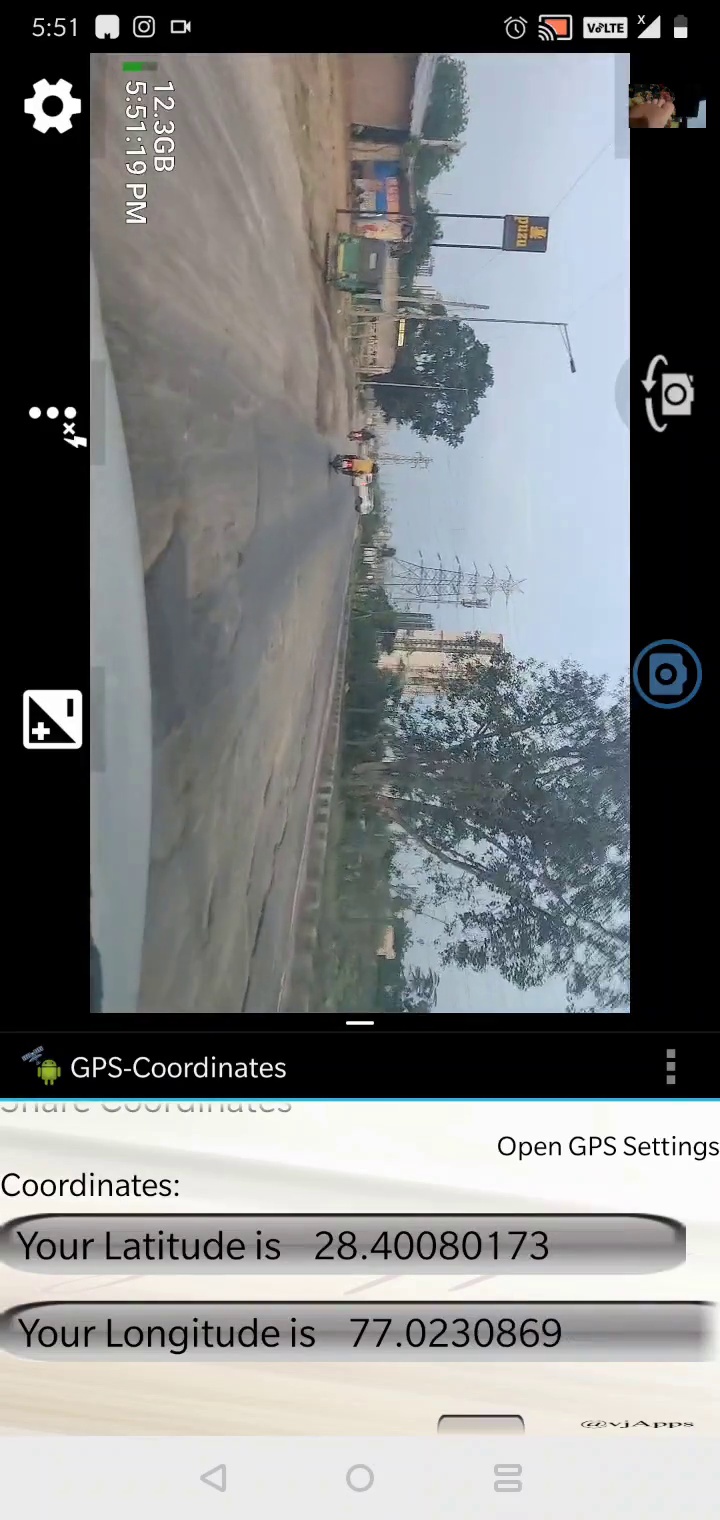 5:51
VoLTE
X
12.3GB
5:51:19 PM
GPS-Coordinates
Share Coordinates
Open GPS Settings
Coordinates:
Your Latitude is 28.40080173
Your Longitude is 77.0230869
@vjApps